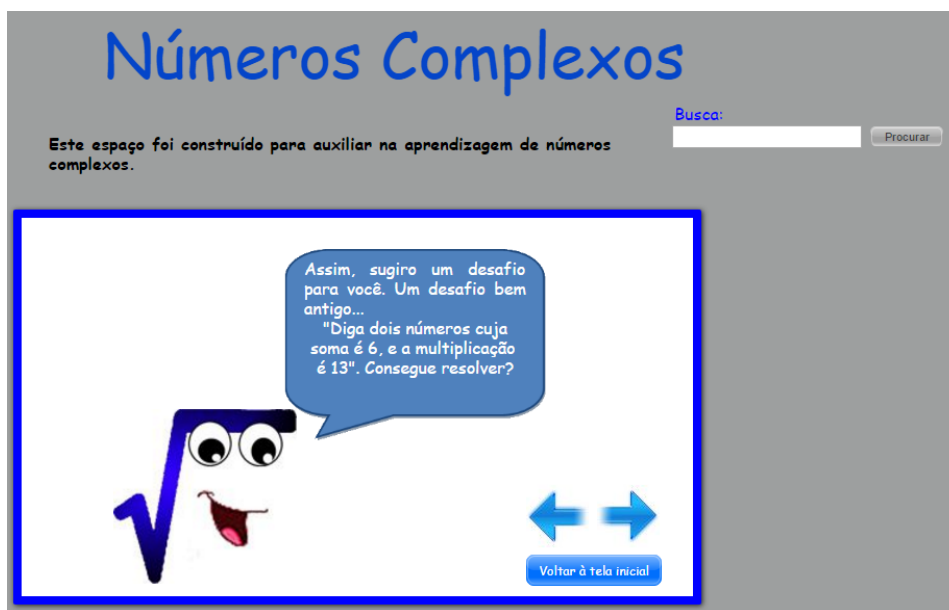 Números Complexos
Busca:
Procurar
Este espaço foi construído para auxiliar na aprendizagem de números
complexos.
Assim, sugiro um desafio
para você. Um desafio bem
antigo...
"Diga dois números cuja
soma é 6, e a multiplicação
é 13". Consegue resolver?
Voltar à tela inicial